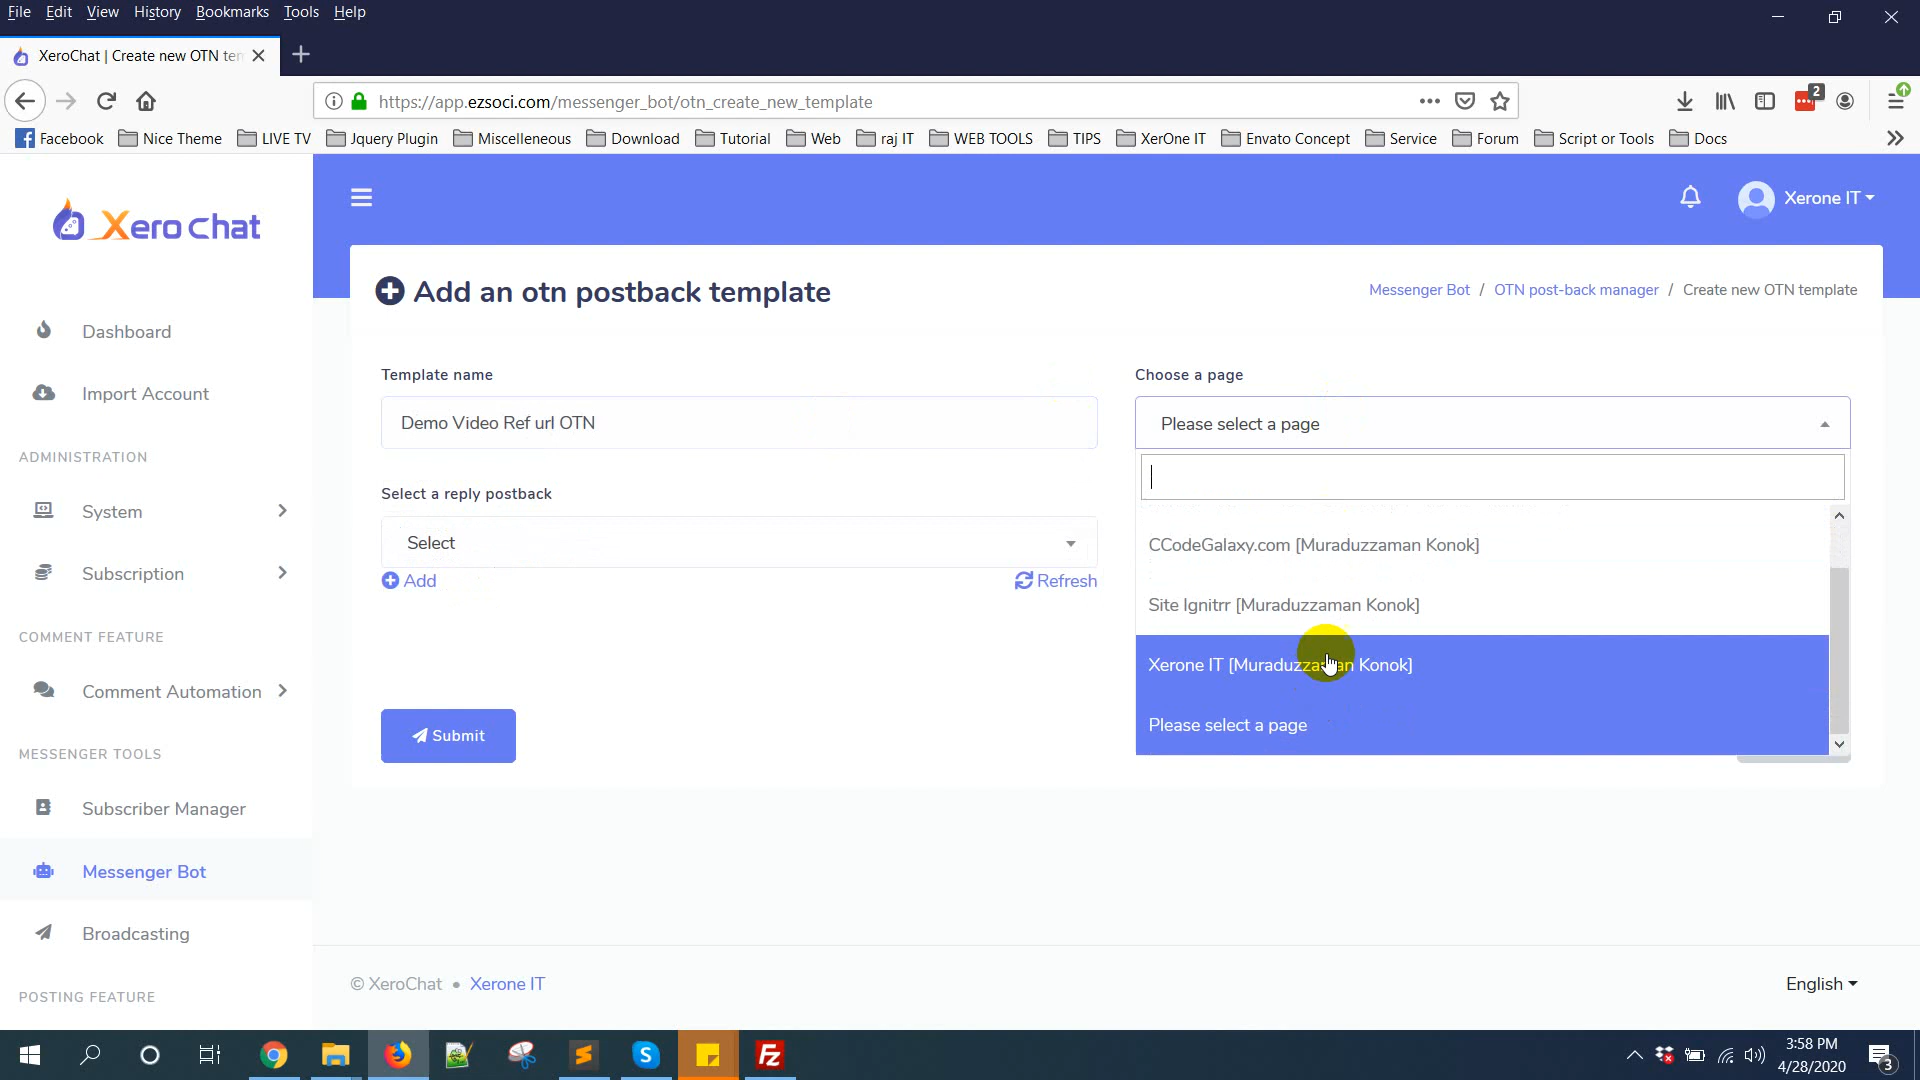 File Edit View History Bookmarks Tools Help
XeroChat | Create new OTN ten
https://app.ezsoci.com/messenger_bot/otn_create_new_template
2
Facebook Nice Theme LIVE TV Jquery Plugin Miscelleneous Download Tutorial Web raj IT WEB TOOLS TIPS XerOne IT Envato Concept Service Forum Script or Tools Docs
Xero chat
Xerone IT
Add an otn postback template
Messenger Bot / OTN post-back manager / Create new OTN template
Dashboard
Import Account
ADMINISTRATION
System
Subscription
COMMENT FEATURE
Comment Automation
MESSENGER TOOLS
Subscriber Manager
Messenger Bot
Broadcasting
POSTING FEATURE
Template name
Demo Video Ref url OTN
Select a reply postback
Select
Add Refresh
Submit
Choose a page
Please select a page
CCodeGalaxy.com [Muraduzzaman Konok]
Site Ignitrr [Muraduzzaman Konok]
Xerone IT [Muraduzzaman Konok]
Please select a page
© XeroChat • Xerone IT
English
3:58 PM
4/28/2020
3